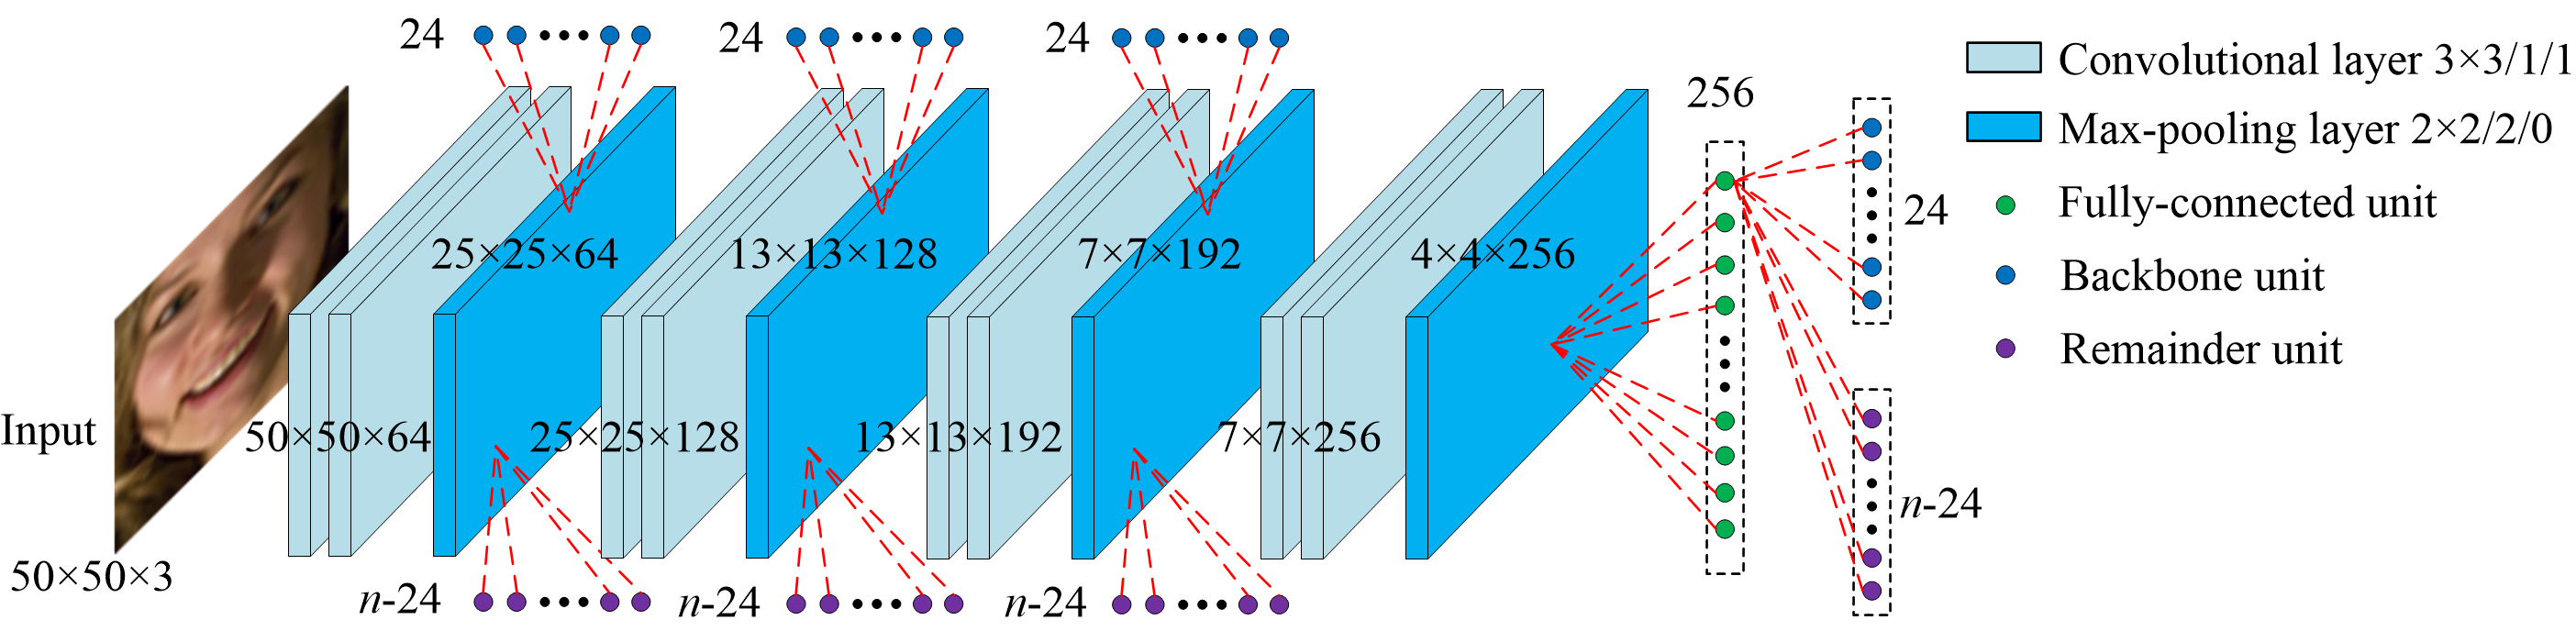 24
24
24
256
Convolutional layer 3×3/1/1
Max-pooling layer 2×2/2/0
Fully-connected unit
Backbone unit
Remainder unit
25×25×64
13×13×128
7×7×192
4×4×256
24
Input
50×50×64
25×25×128
13×13×192
7×7×256
n-24
50×50×3
n-24
n-24
n-24